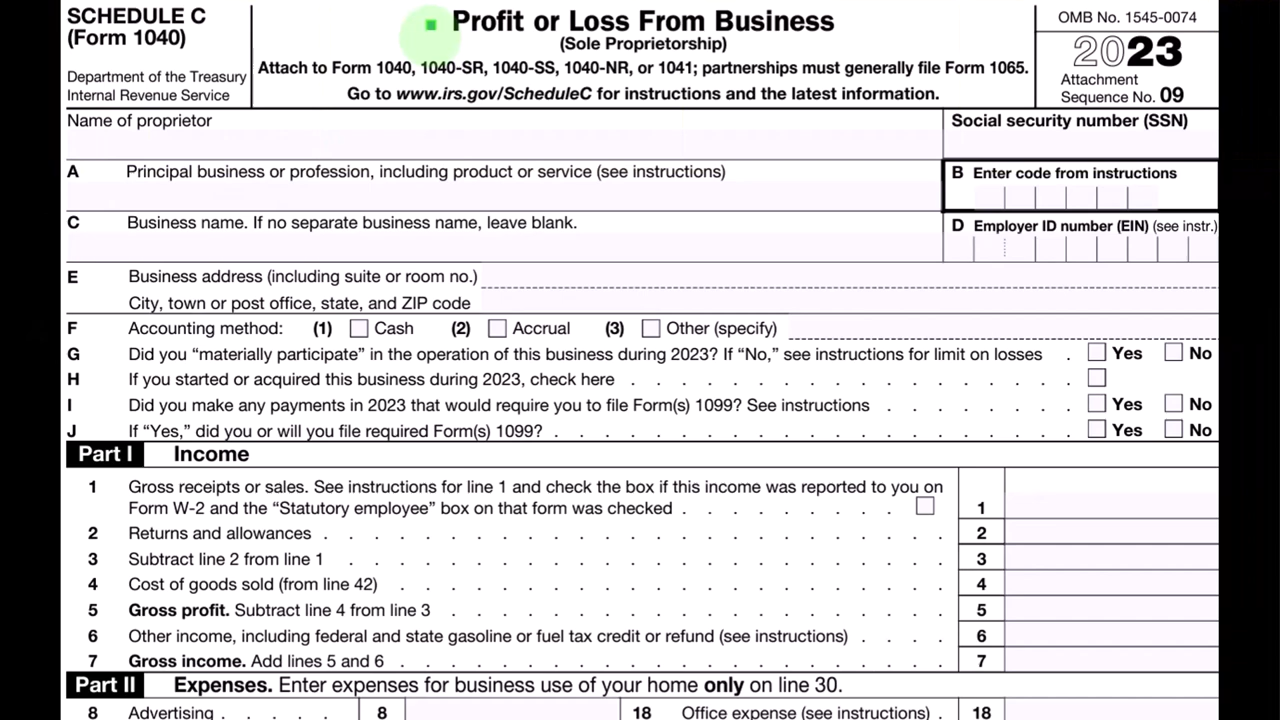 SCHEDULE C
(Form 1040)
Department of the Treasury
Internal Revenue Service
Profit or Loss From Business
(Sole Proprietorship)
Attach to Form 1040, 1040-SR, 1040-SS, 1040-NR, or 1041; partnerships must generally file Form 1065.
Go to www.irs.gov/ScheduleC for instructions and the latest information.
OMB No. 1545-0074
2023
Attachment
Sequence No. 09
Name of proprietor
Social security number (SSN)
A Principal business or profession, including product or service (see instructions)
B Enter code from instructions
C Business name. If no separate business name, leave blank.
D Employer ID number (EIN) (see instr.)
E Business address (including suite or room no.)
City, town or post office, state, and ZIP code
F Accounting method: (1) Cash (2) Accrual (3) Other (specify)
G Did you “materially participate” in the operation of this business during 2023? If “No,” see instructions for limit on losses . Yes No
H If you started or acquired this business during 2023, check here . . . . . . . . . . . . . . . . . .
I Did you make any payments in 2023 that would require you to file Form(s) 1099? See instructions . . . . . . . Yes No
J If “Yes,” did you or will you file required Form(s) 1099? . . . . . . . . . . . . . . . . . . . . . Yes No
Part I Income
1 Gross receipts or sales. See instructions for line 1 and check the box if this income was reported to you on
Form W-2 and the “Statutory employee” box on that form was checked . . . . . . . . . 1
2 Returns and allowances . . . . . . . . . . . . . . . . . . . . . . . . . 2
3 Subtract line 2 from line 1 . . . . . . . . . . . . . . . . . . . . . . . . 3
4 Cost of goods sold (from line 42) . . . . . . . . . . . . . . . . . . . . . . 4
5 Gross profit. Subtract line 4 from line 3 . . . . . . . . . . . . . . . . . . . . 5
6 Other income, including federal and state gasoline or fuel tax credit or refund (see instructions) . . . . 6
7 Gross income. Add lines 5 and 6 . . . . . . . . . . . . . . . . . . . . . . 7
Part II Expenses. Enter expenses for business use of your home only on line 30.
8 Advertising . . . . . 8
18 Office expense (see instructions) . 18